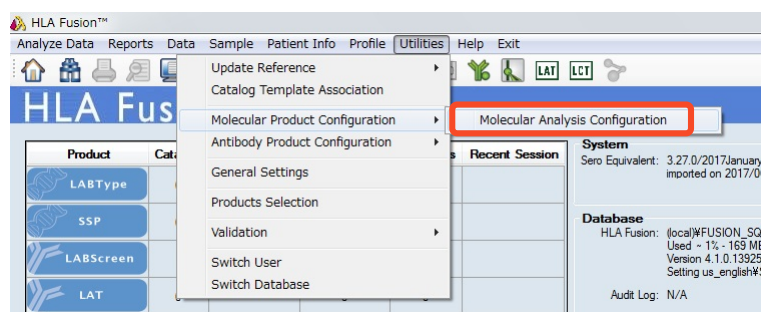 HLA Fusion™
Analyze Data Reports Data Sample Patient Info Profile Utilities Help Exit
LAT LCT
HLA Fus
Update Reference
Catalog Template Association
Molecular Product Configuration
Molecular Analysis Configuration
Antibody Product Configuration
General Settings
Products Selection
Validation
Switch User
Switch Database
Product Cata s Recent Session
LABType
SSP
LABScreen
LAT
System
Sero Equivalent: 3.27.0/2017January
imported on 2017/0
Database
HLA Fusion: (local)¥FUSION_SQ
Used ~ 1% - 169 MB
Version 4.1.0.13925
Setting us_english¥
Audit Log: N/A